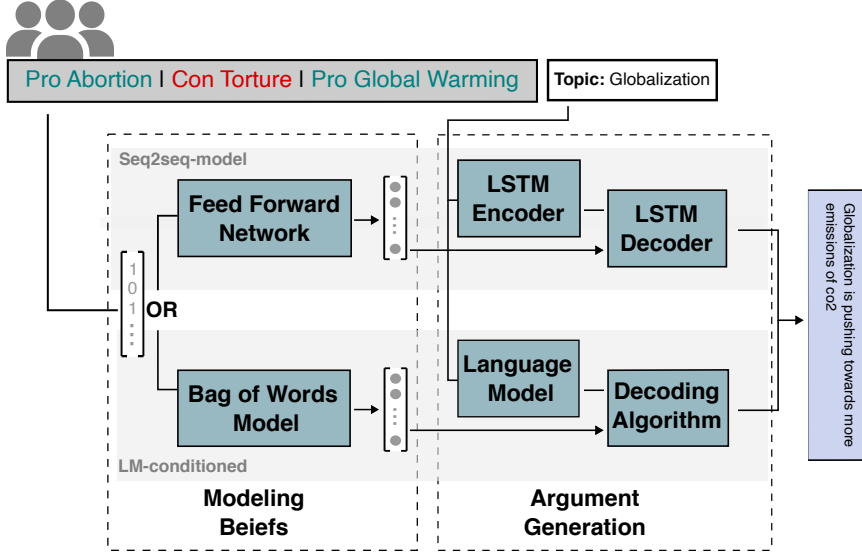 Pro Abortion I Con Torture I Pro Global Warming
Topic: Globalization
Seq2seq-model
Feed Forward
Network
LSTM
Encoder
LSTM
Decoder
1
0
1
OR
Bag of Words
Model
Language
Model
Decoding
Algorithm
LM-conditioned
Modeling
Briefs
Argument
Generation
Globalization is pushing towards more
emissions of co2